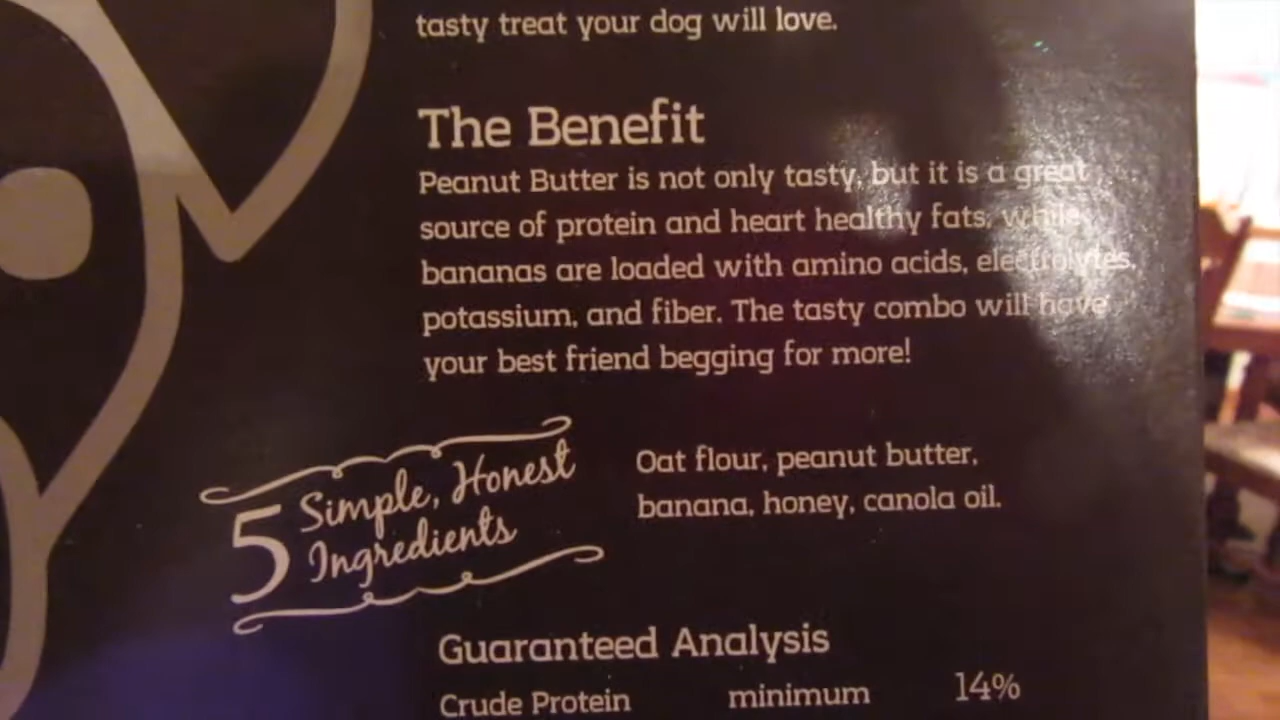 tasty treat your dog will love.
The Benefit
Peanut Butter is not only tasty, but it is a great
source of protein and heart healthy fats, while
bananas are loaded with amino acids, electrolytes,
potassium, and fiber. The tasty combo will have
your best friend begging for more!
5 Simple, Honest
Ingredients
Oat flour, peanut butter,
banana, honey, canola oil.
Guaranteed Analysis
Crude Protein minimum 14%